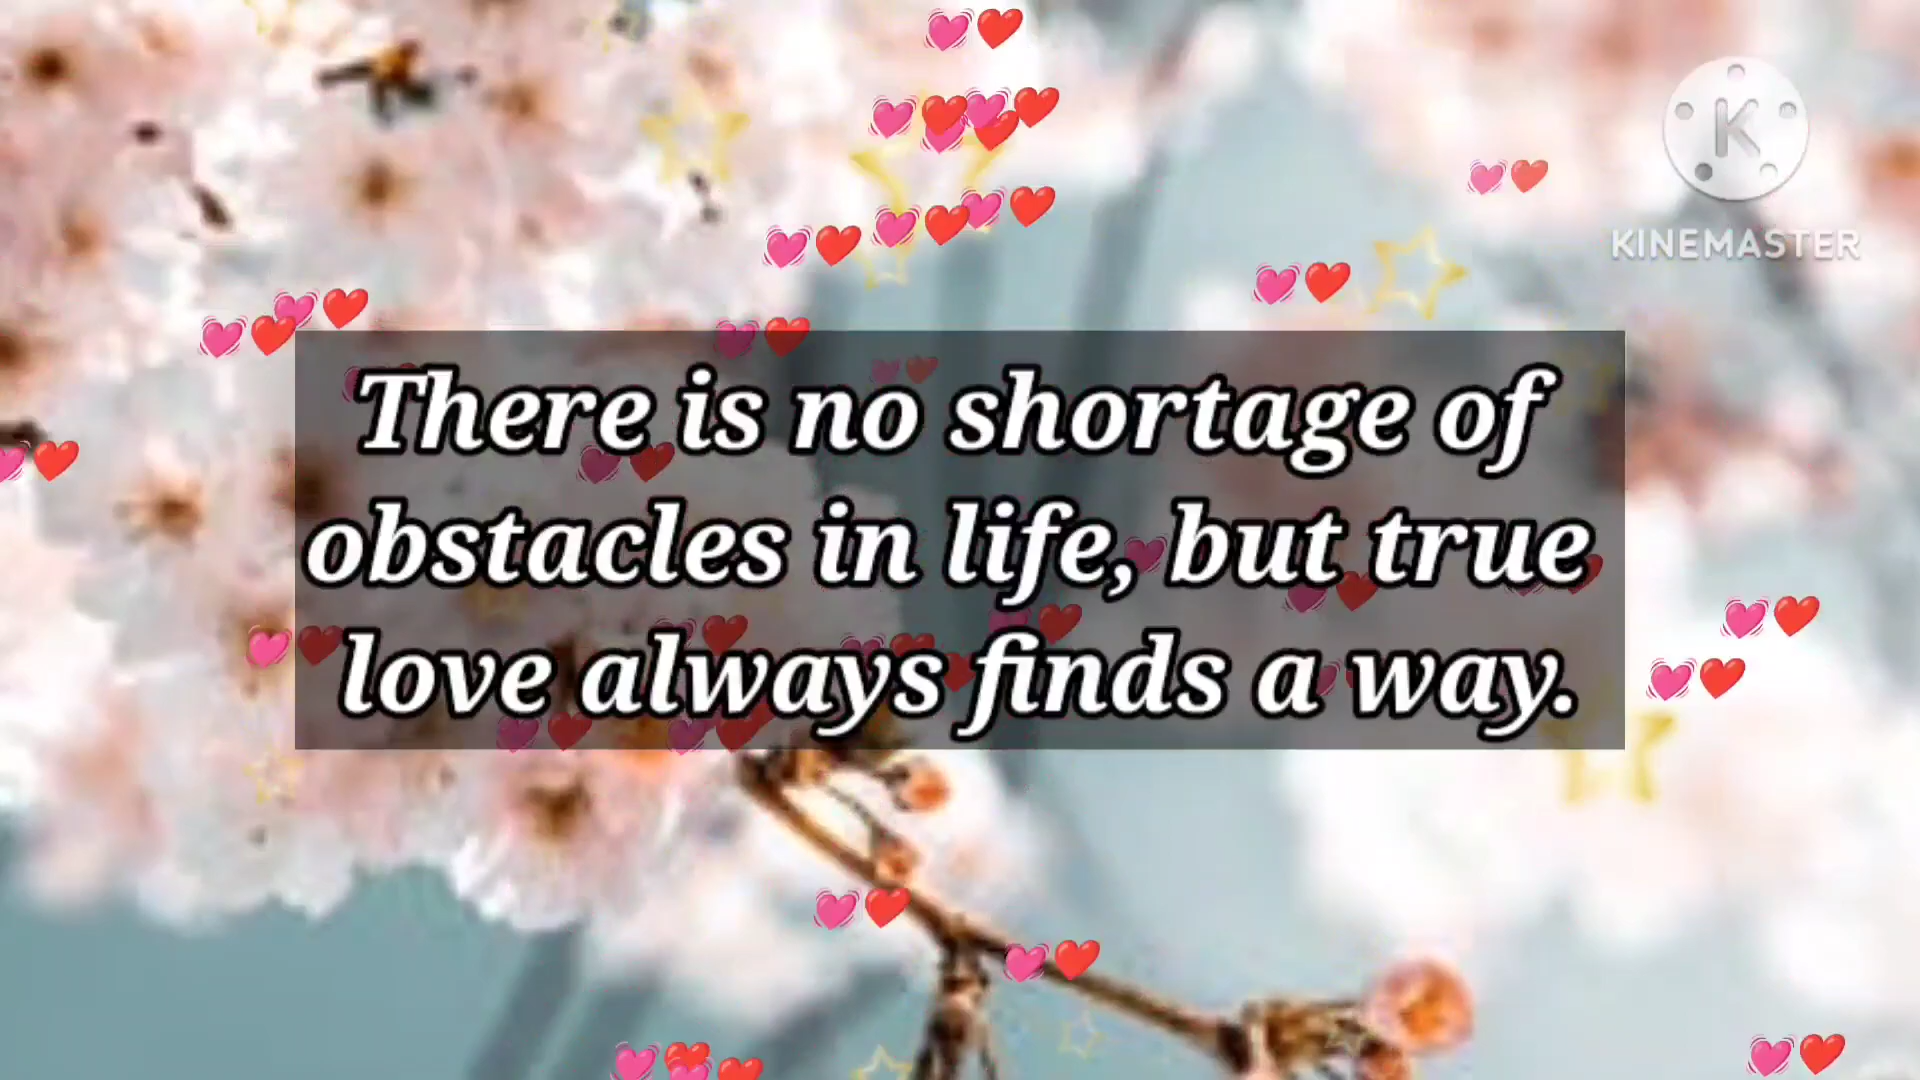 K
KINEMASTER
There is no shortage of
obstacles in life, but true
love always finds a way.